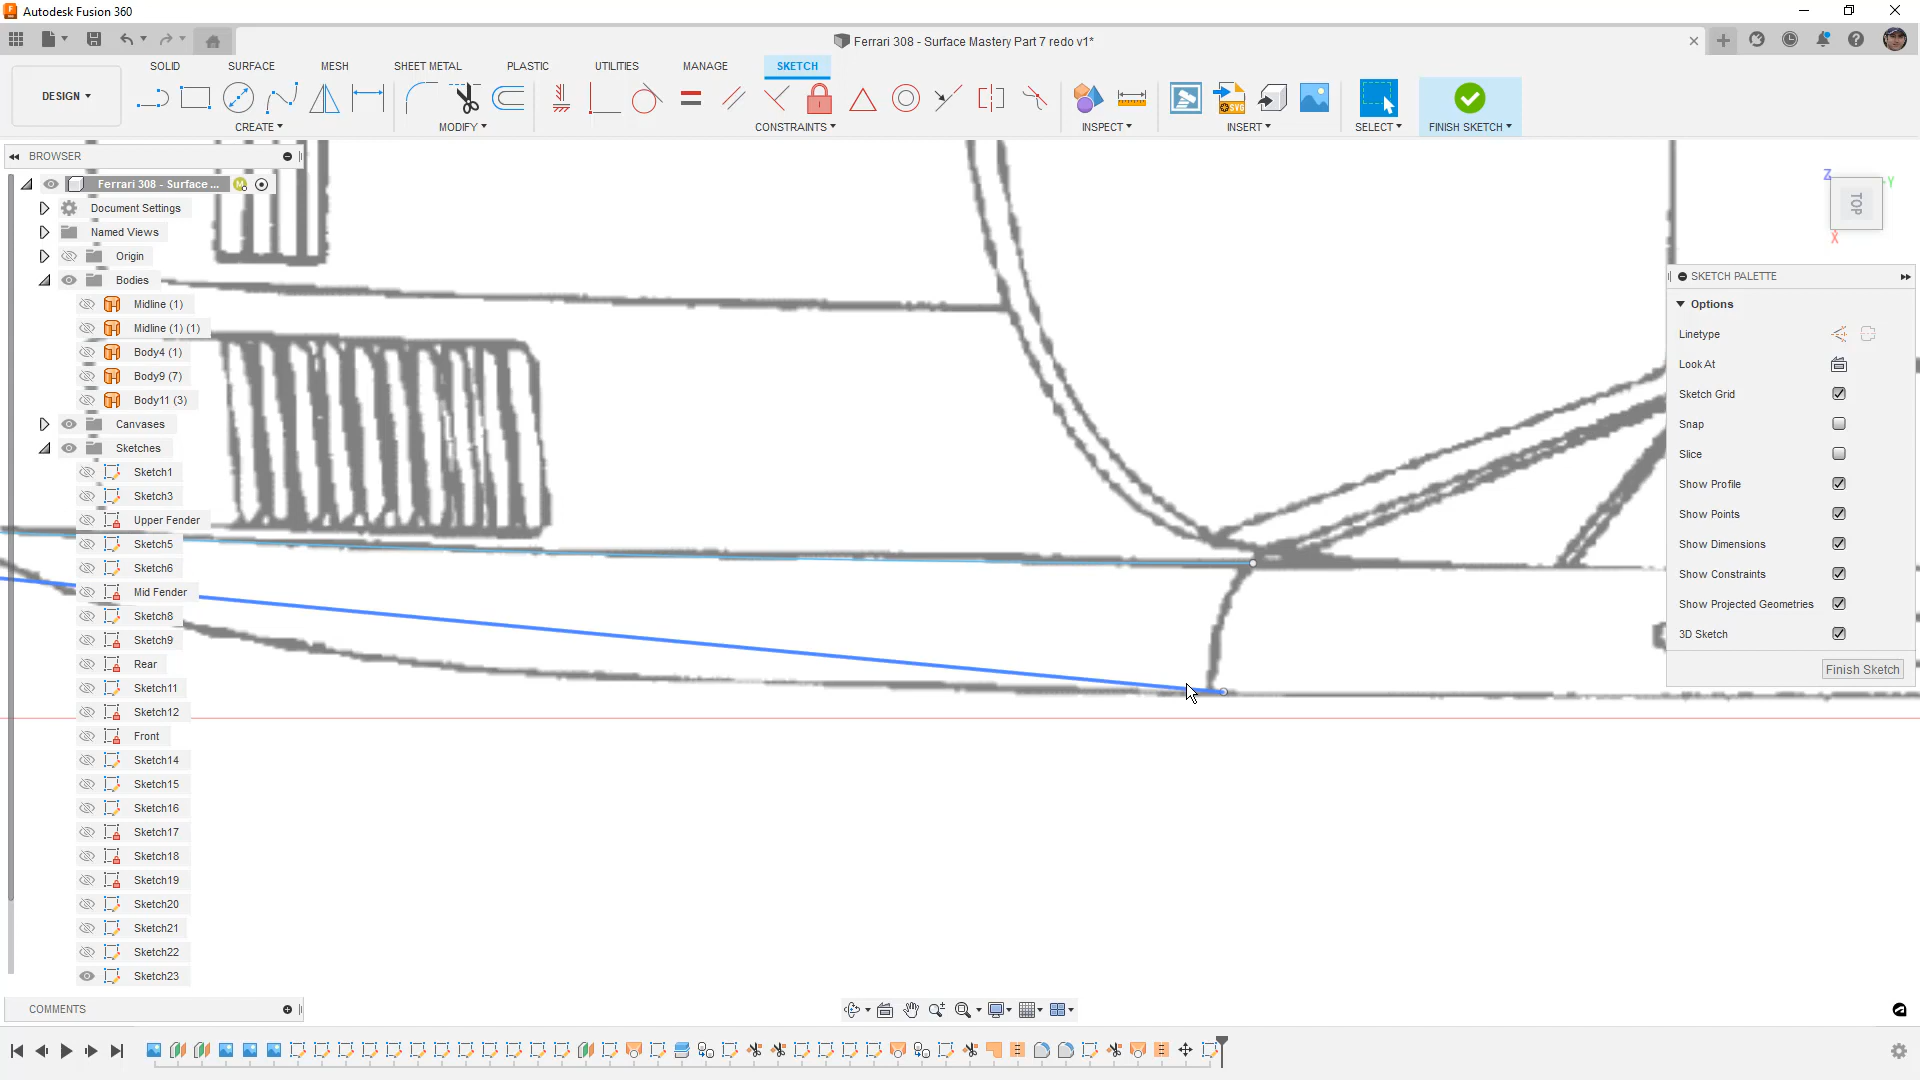 Autodesk Fusion 360
Ferrari 308 - Surface Mastery Part 7 redo v1*
DESIGN
SOLID SURFACE MESH SHEET METAL PLASTIC UTILITIES MANAGE SKETCH
CREATE MODIFY CONSTRAINTS INSPECT INSERT SELECT FINISH SKETCH
BROWSER
Ferrari 308 - Surface ...
Document Settings
Named Views
Origin
Bodies
Midline (1)
Midline (1) (1)
Body4 (1)
Body9 (7)
Body11 (3)
Canvases
Sketches
Sketch1
Sketch3
Upper Fender
Sketch5
Sketch6
Mid Fender
Sketch8
Sketch9
Rear
Sketch11
Sketch12
Front
Sketch14
Sketch15
Sketch16
Sketch17
Sketch18
Sketch19
Sketch20
Sketch21
Sketch22
Sketch23
COMMENTS
Z
Y
TOP
X
SKETCH PALETTE
Options
Linetype
Look At
Sketch Grid
Snap
Slice
Show Profile
Show Points
Show Dimensions
Show Constraints
Show Projected Geometries
3D Sketch
Finish Sketch